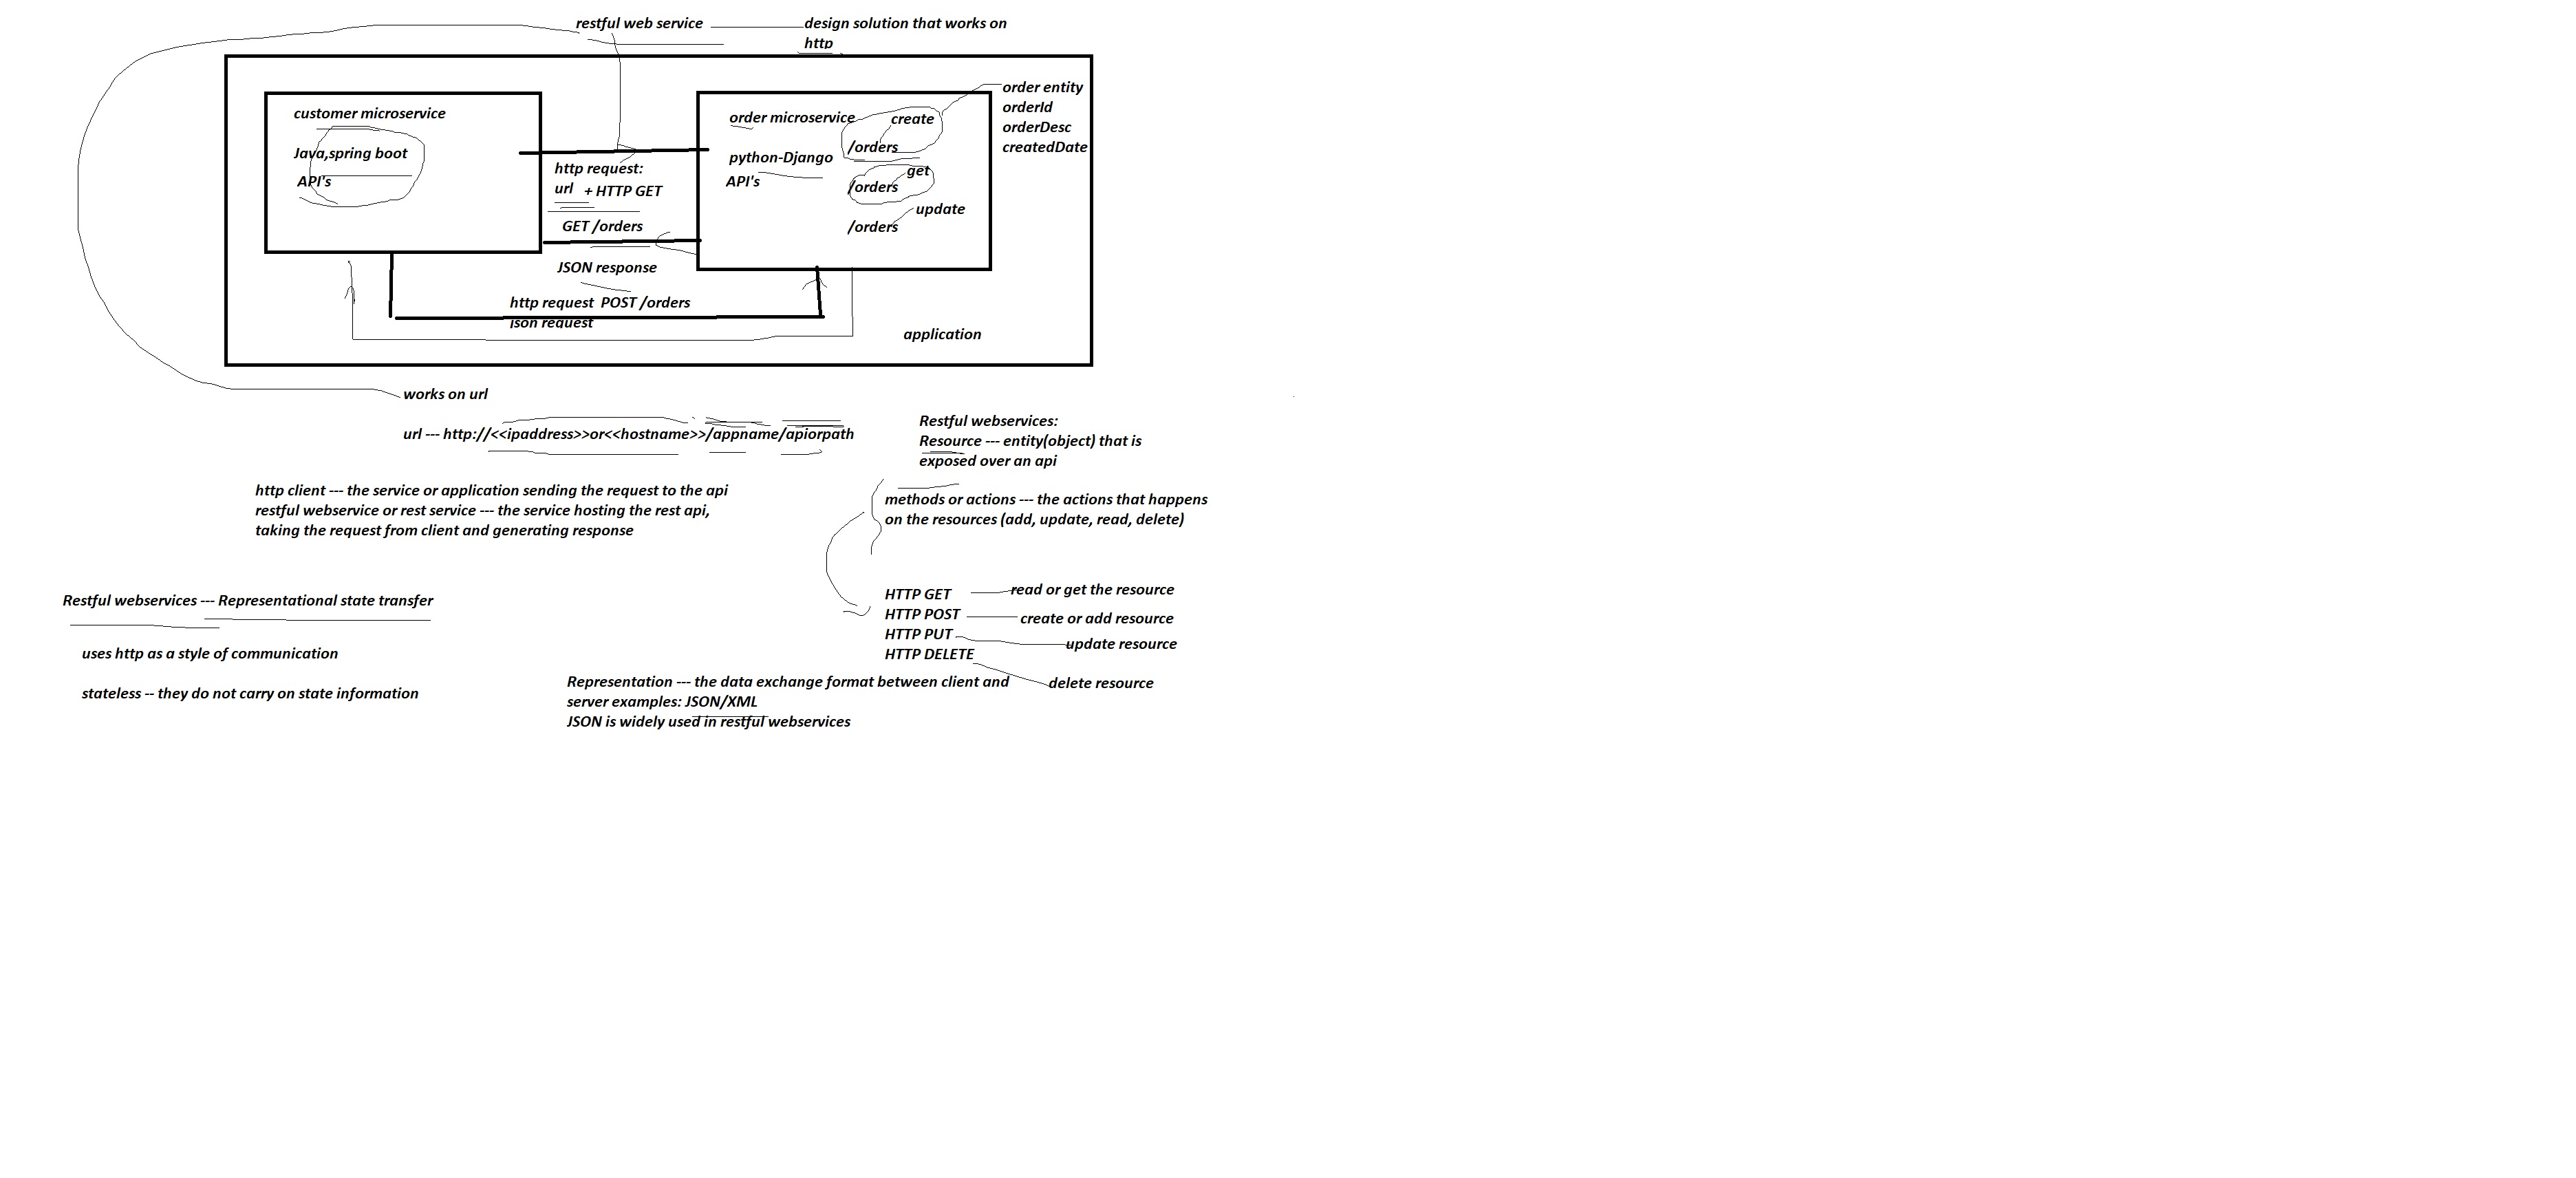 restful web service
design solution that works on
http
customer microservice
Java,spring boot
API's
http request:
url + HTTP GET
GET /orders
JSON response
http request POST /orders
json request
order microservice
python-Django
API's
create
/orders
get
/orders
update
/orders
order entity
orderId
orderDesc
createdDate
application
works on url
url --- http://<<ipaddress>>or<<hostname>>/appname/apiorpath
Restful webservices:
Resource --- entity(object) that is
exposed over an api
http client --- the service or application sending the request to the api
restful webservice or rest service --- the service hosting the rest api,
taking the request from client and generating response
methods or actions --- the actions that happens
on the resources (add, update, read, delete)
HTTP GET
read or get the resource
HTTP POST
create or add resource
HTTP PUT
update resource
HTTP DELETE
delete resource
Restful webservices --- Representational state transfer
uses http as a style of communication
stateless -- they do not carry on state information
Representation --- the data exchange format between client and
server examples: JSON/XML
JSON is widely used in restful webservices